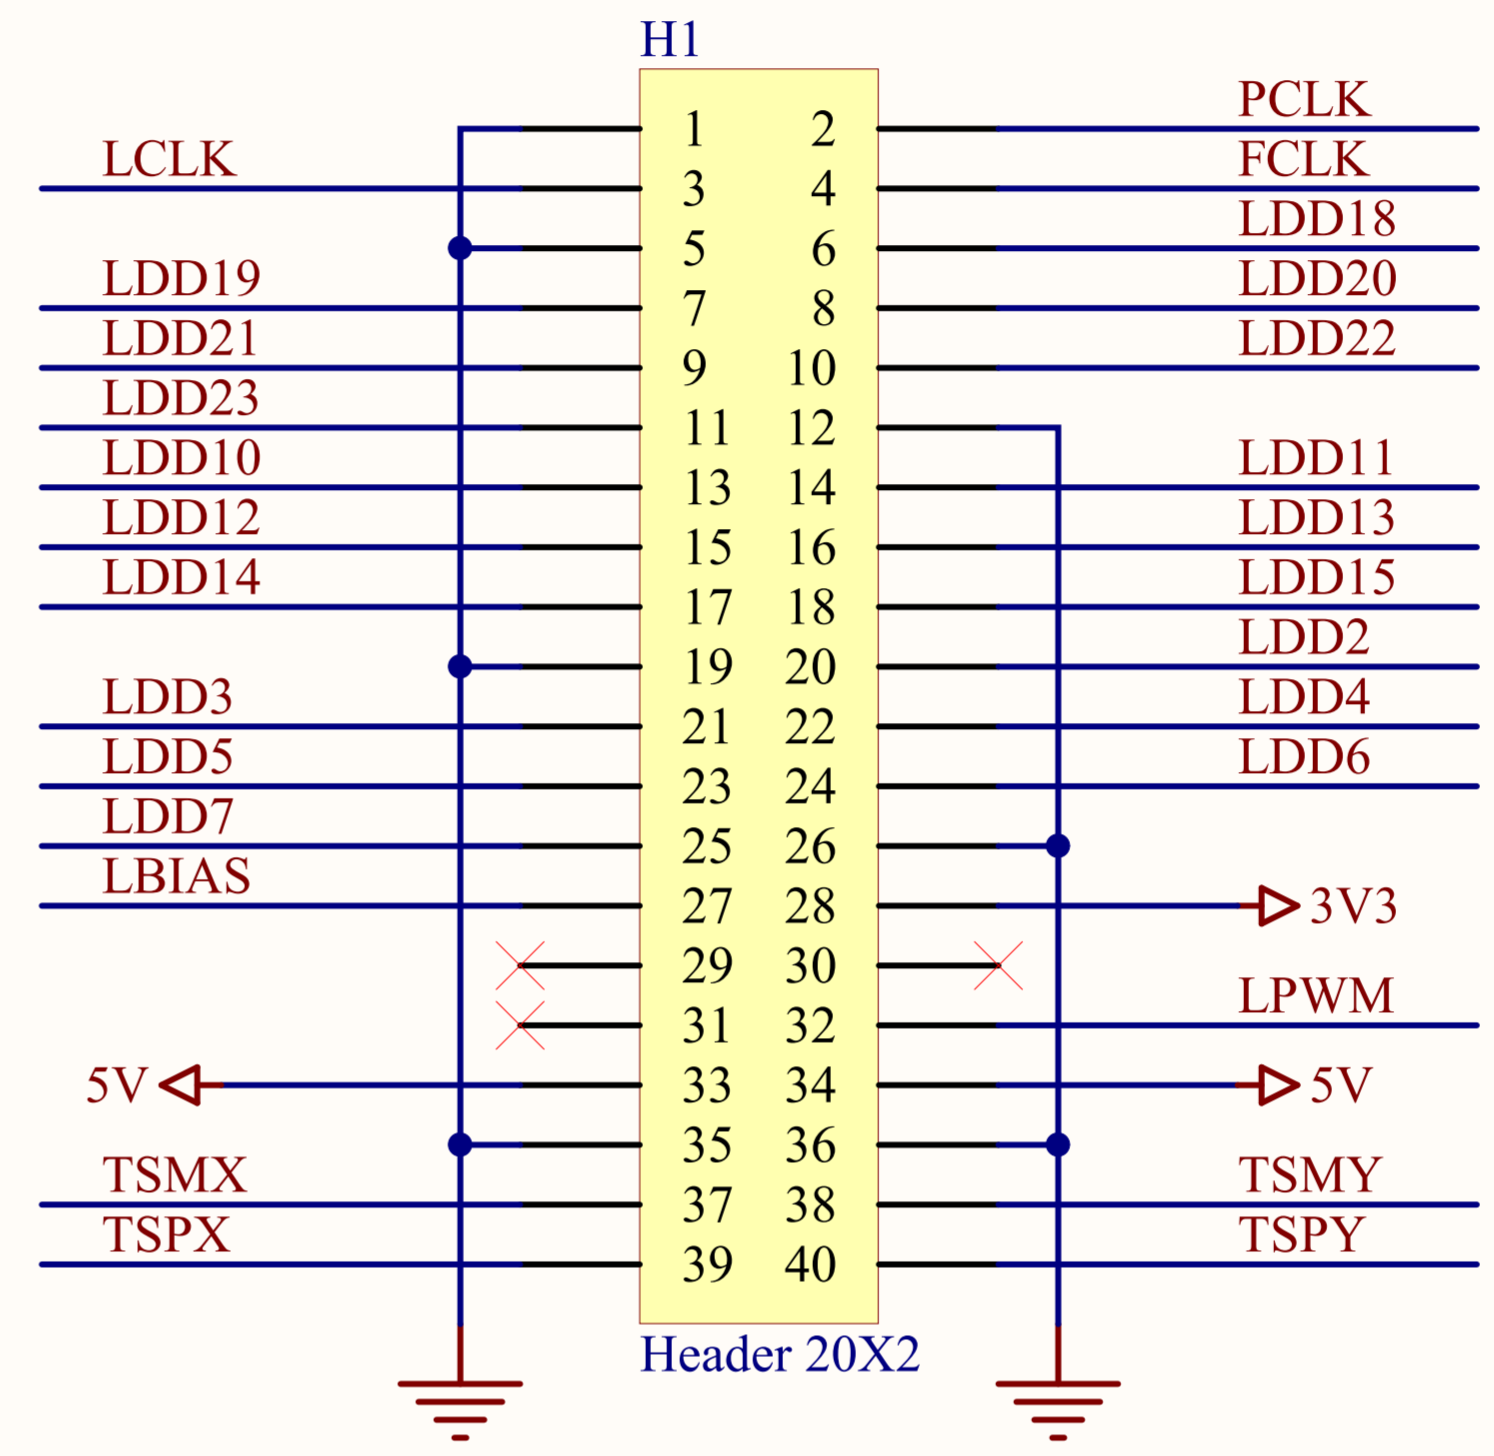 H1
1 2 PCLK
LCLK 3 4 FCLK
5 6 LDD18
LDD19 7 8 LDD20
LDD21 9 10 LDD22
LDD23 11 12
LDD10 13 14 LDD11
LDD12 15 16 LDD13
LDD14 17 18 LDD15
19 20 LDD2
LDD3 21 22 LDD4
LDD5 23 24 LDD6
LDD7 25 26
LBIAS 27 28 3V3
29 30
31 32 LPWM
5V 33 34 5V
35 36
TSMX 37 38 TSMY
TSPX 39 40 TSPY
Header 20X2